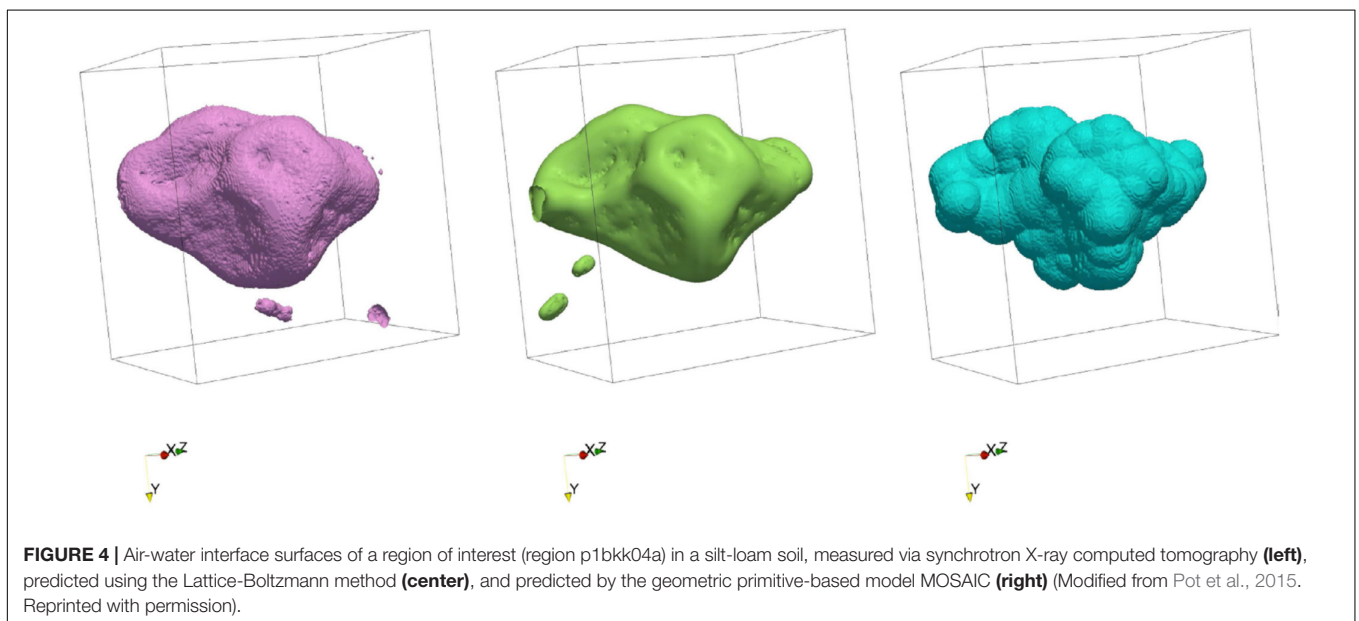 X Z
Y
X Z
Y
X Z
Y
FIGURE 4 | Air-water interface surfaces of a region of interest (region p1bkk04a) in a silt-loam soil, measured via synchrotron X-ray computed tomography (left),
predicted using the Lattice-Boltzmann method (center), and predicted by the geometric primitive-based model MOSAIC (right) (Modified from Pot et al., 2015.
Reprinted with permission).